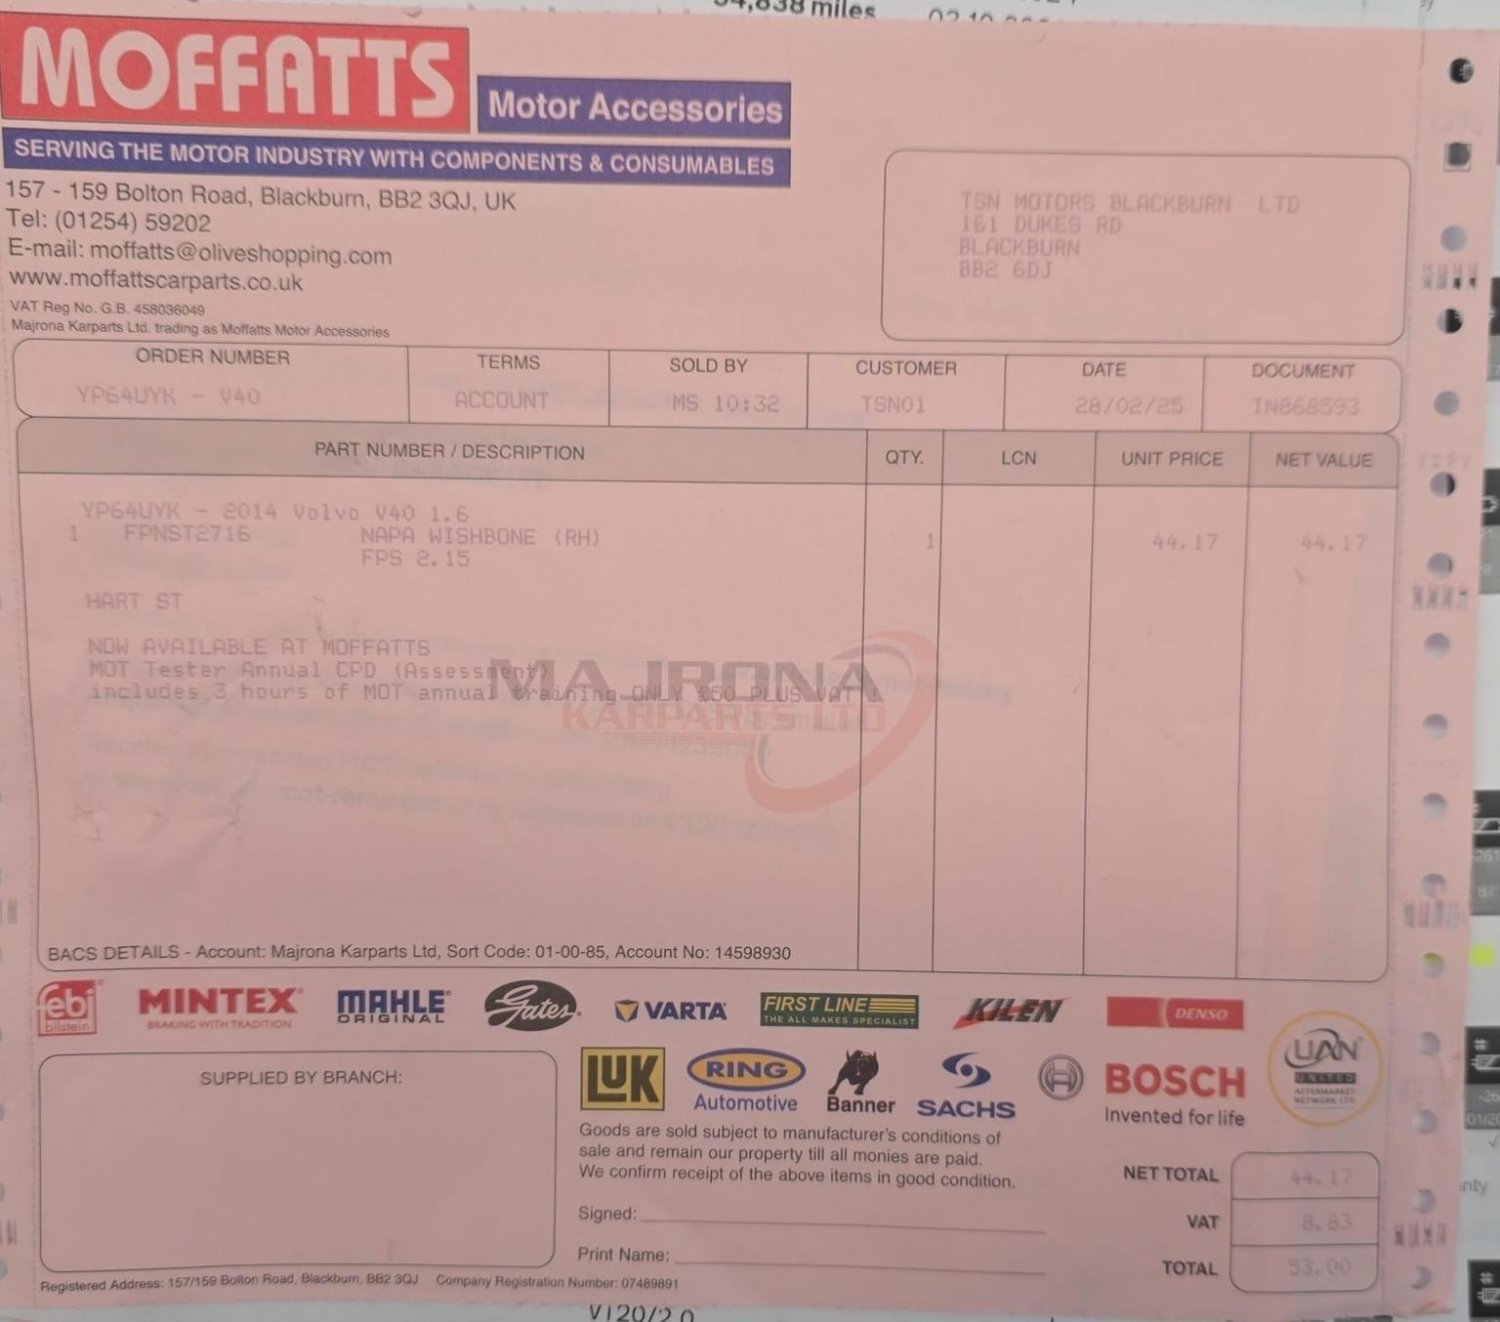 4,838 miles
MOFFATTS
Motor Accessories
SERVING THE MOTOR INDUSTRY WITH COMPONENTS & CONSUMABLES
157 - 159 Bolton Road, Blackburn, BB2 3QJ, UK
Tel: (01254) 59202
E-mail: moffatts@oliveshopping.com
www.moffattscarparts.co.uk
VAT Reg No. G.B. 458036049
Majrona Karparts Ltd. trading as Moffatts Motor Accessories
TSN MOTORS BLACKBURN LTD
161 DUKES RD
BLACKBURN
BB2 6DJ
ORDER NUMBER TERMS SOLD BY CUSTOMER DATE DOCUMENT
YP64UYK - V40 ACCOUNT MS 10:32 TSN01 28/02/25 IN868593
PART NUMBER / DESCRIPTION QTY. LCN UNIT PRICE NET VALUE
YP64UYK - 2014 Volvo V40 1.6
1 FPNST2716 NAPA WISHBONE (RH) 1 44.17 44.17
FPS 2.15
HART ST
NOW AVAILABLE AT MOFFATTS
MOT Tester Annual CPD (Assessment)
includes 3 hours of MOT annual training ONLY £50 PLUS VAT
MAJRONA
KARPARTS LTD
BACS DETAILS - Account: Majrona Karparts Ltd, Sort Code: 01-00-85, Account No: 14598930
febi bilstein
MINTEX
BRAKING WITH TRADITION
MAHLE
ORIGINAL
Gates
VARTA
FIRST LINE
THE ALL MAKES SPECIALIST
KILEN
DENSO
LUK
RING
Automotive
Banner
SACHS
BOSCH
Invented for life
UAN
UNITED
AFTERMARKET
NETWORK LTD
SUPPLIED BY BRANCH:
Goods are sold subject to manufacturer's conditions of
sale and remain our property till all monies are paid.
We confirm receipt of the above items in good condition.
Signed:
Print Name:
NET TOTAL 44.17
VAT 8.83
TOTAL 53.00
Registered Address: 157/159 Bolton Road, Blackburn, BB2 3QJ Company Registration Number: 07489891